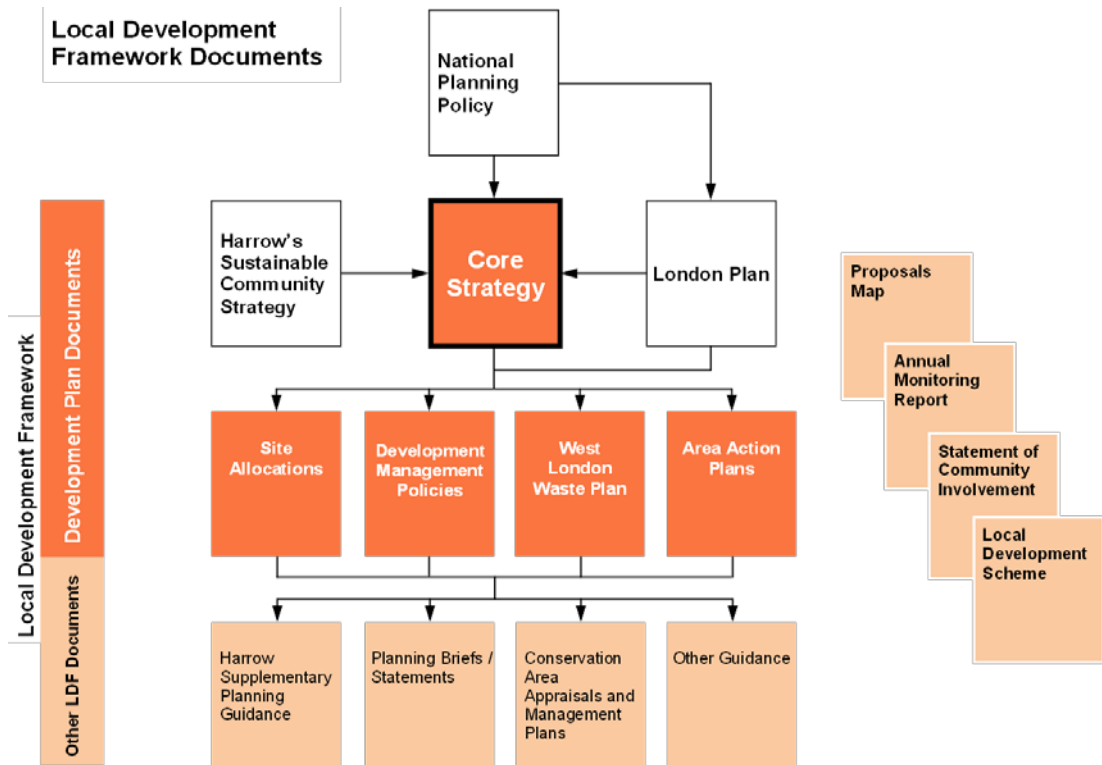 Local Development
Framework Documents
National
Planning
Policy
Harrow's
Sustainable
Community
Strategy
Core
Strategy
London Plan
Local Development Framework
Development Plan Documents
Other LDF Documents
Site
Allocations
Development
Management
Policies
West
London
Waste Plan
Area Action
Plans
Harrow
Supplementary
Planning
Guidance
Planning Briefs /
Statements
Conservation
Area
Appraisals and
Management
Plans
Other Guidance
Proposals
Map
Annual
Monitoring
Report
Statement of
Community
Involvement
Local
Development
Scheme